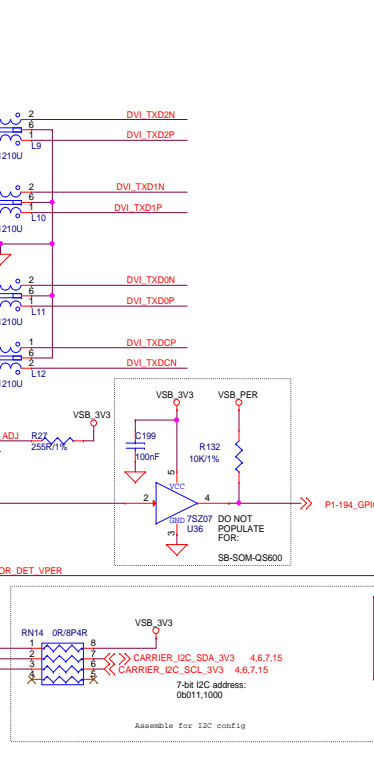 2
DVI_TXD2N
6
1
DVI_TXD2P
L9
1210U
2
DVI_TXD1N
6
1
DVI_TXD1P
L10
1210U
2
DVI_TXD0N
6
1
DVI_TXD0P
L11
1210U
1
DVI_TXDCP
6
2
DVI_TXDCN
L12
1210U
VSB_3V3
VSB_PER
VSB_3V3
_ADJ
R27
255R/1%
C199
100nF
R132
10K/1%
5
VCC
2
4
GND
3
7SZ07
U36
DO NOT
POPULATE
FOR:
SB-SOM-QS600
P1-194_GPIO
OR_DET_VPER
VSB_3V3
RN14 0R/8P4R
1 8
2 7
3 6
4 5
CARRIER_I2C_SDA_3V3 4,6,7,15
CARRIER_I2C_SCL_3V3 4,6,7,15
7-bit I2C address:
0b011,1000
Assemble for I2C config